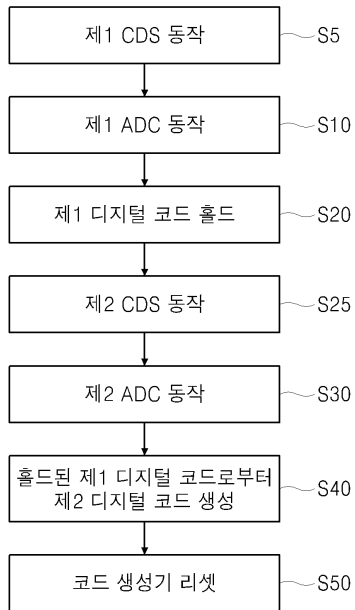 제1 CDS 동작
S5
제1 ADC 동작
S10
제1 디지털 코드 홀드
S20
제2 CDS 동작
S25
제2 ADC 동작
S30
홀드된 제1 디지털 코드로부터
제2 디지털 코드 생성
S40
코드 생성기 리셋
S50